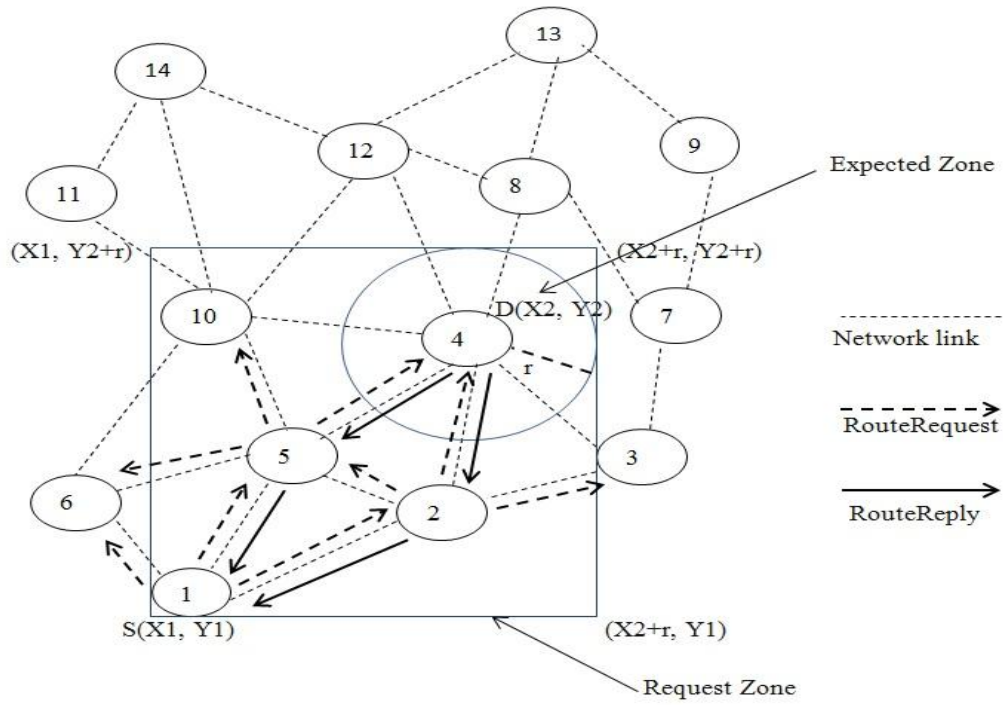 13
14
12
9
8
Expected Zone
11
(X1, Y2+r)
(X2+r, Y2+r)
D(X2, Y2)
10
7
4
Network link
r
RouteRequest
5
3
6
2
RouteReply
1
S(X1, Y1)
(X2+r, Y1)
Request Zone